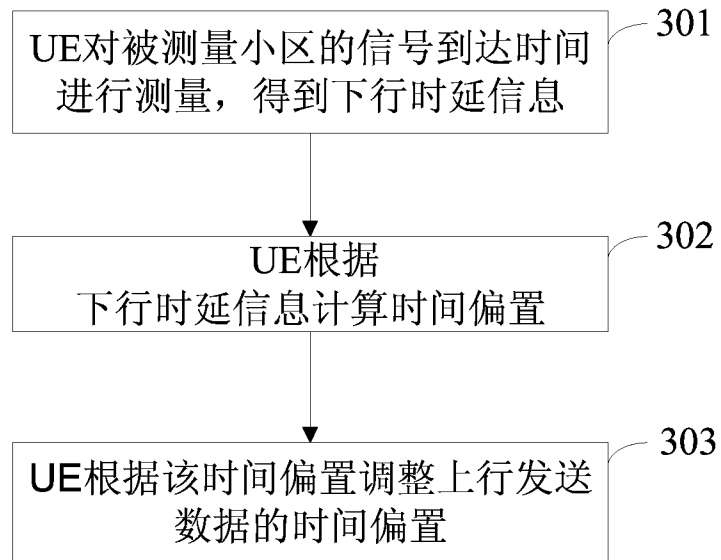 UE对被测量小区的信号到达时间
进行测量，得到下行时延信息
301
UE根据
下行时延信息计算时间偏置
302
UE根据该时间偏置调整上行发送
数据的时间偏置
303